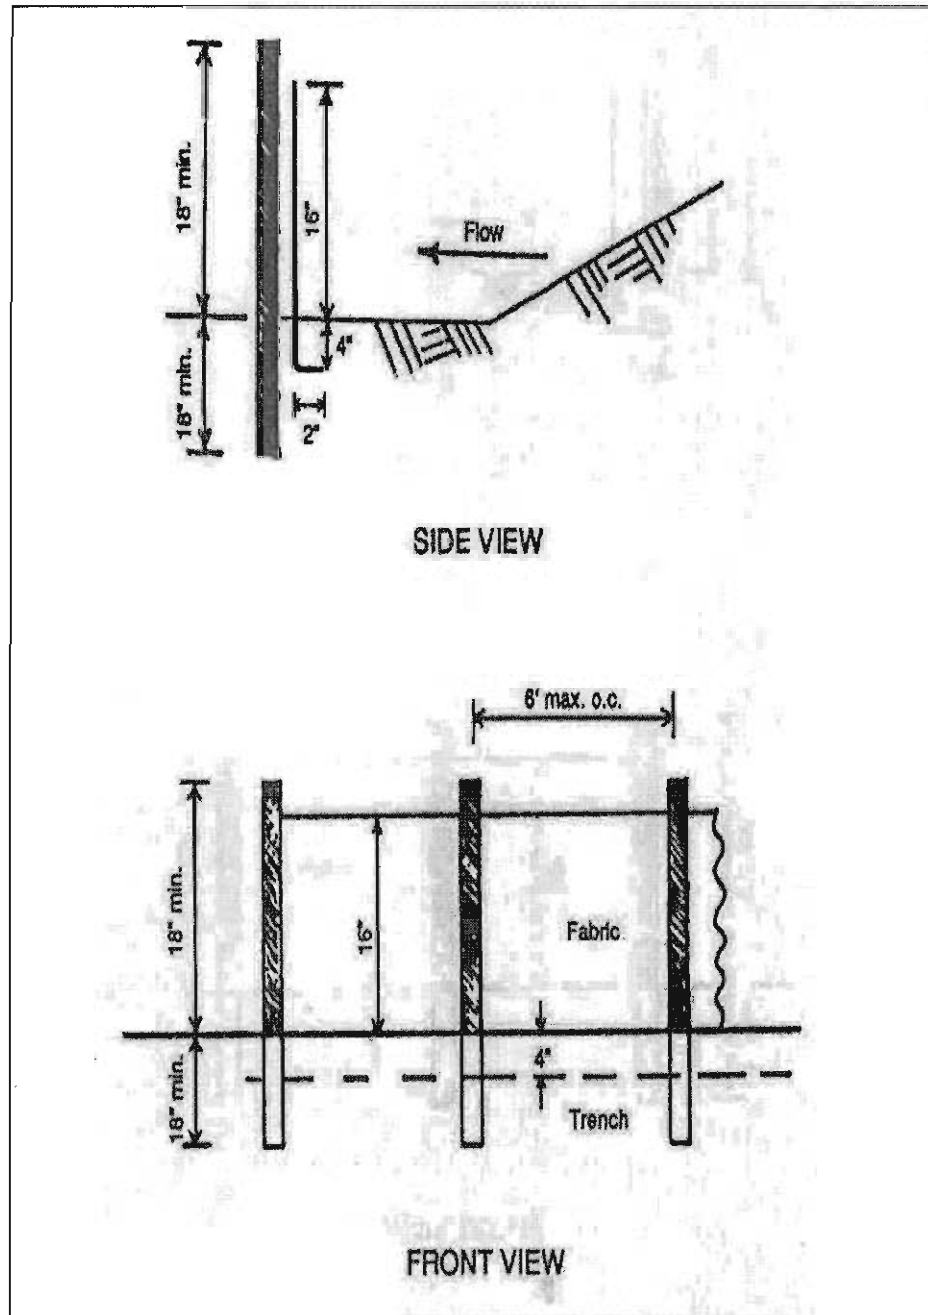 18" min.
16"
Flow
4"
18" min.
2"
SIDE VIEW
6' max. o.c.
18" min.
16"
Fabric
4"
18" min.
Trench
FRONT VIEW